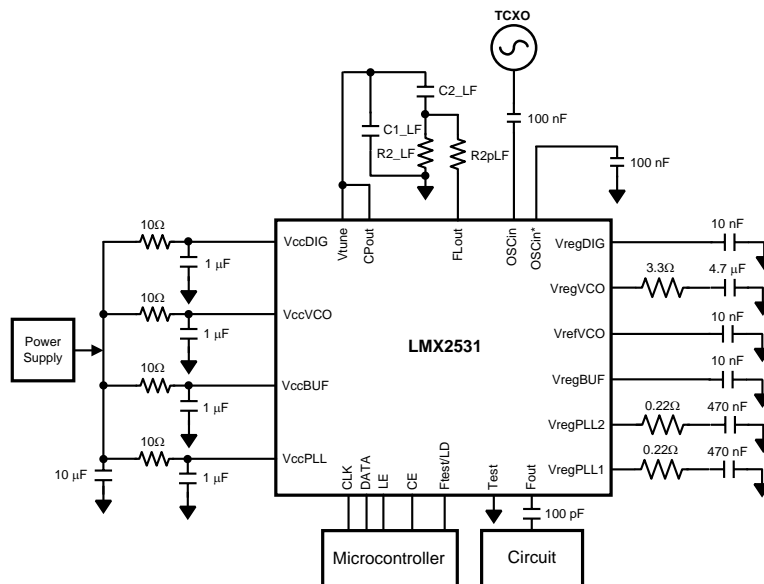 TCXO
C2_LF
100 nF
C1_LF
R2_LF
R2pLF
100 nF
10Ω
VccDIG
1 μF
Vtune
CPout
FLout
OSCin
OSCin*
VregDIG
10 nF
10Ω
VccVCO
1 μF
VregVCO
3.3Ω
4.7 μF
Power
Supply
LMX2531
VrefVCO
10 nF
10Ω
VccBUF
1 μF
VregBUF
10 nF
VregPLL2
0.22Ω
470 nF
10Ω
VccPLL
10 μF
1 μF
VregPLL1
0.22Ω
470 nF
CLK
DATA
LE
CE
Ftest/LD
Test
Fout
100 pF
Microcontroller
Circuit